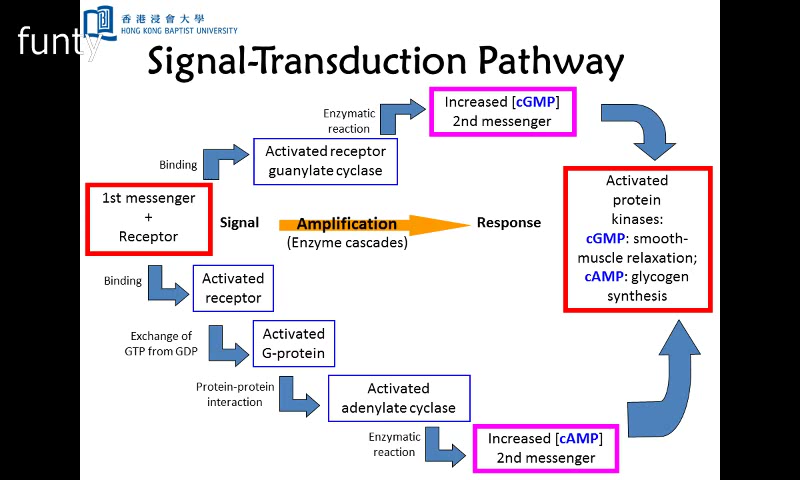 香港浸會大學
HONG KONG BAPTIST UNIVERSITY
funty
Signal-Transduction Pathway
Enzymatic
reaction
Increased [cGMP]
2nd messenger
Binding
Activated receptor
guanylate cyclase
1st messenger
+
Receptor
Signal
Amplification
(Enzyme cascades)
Response
Activated
protein
kinases:
cGMP: smooth-
muscle relaxation;
cAMP: glycogen
synthesis
Binding
Activated
receptor
Exchange of
GTP from GDP
Activated
G-protein
Protein-protein
interaction
Activated
adenylate cyclase
Enzymatic
reaction
Increased [cAMP]
2nd messenger